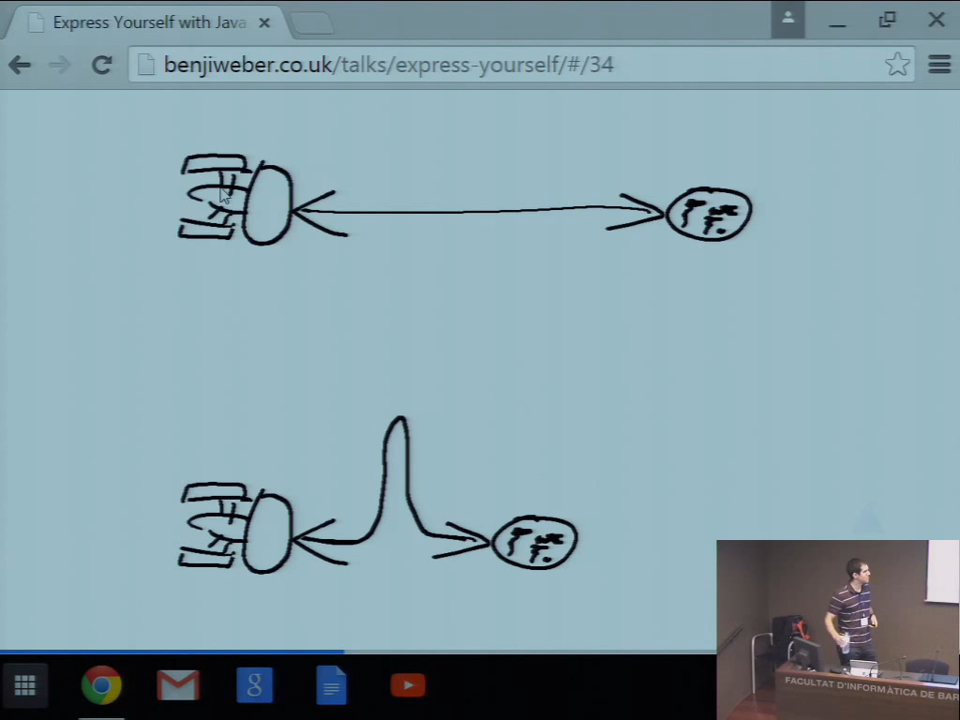 Express Yourself with Java
benjiweber.co.uk/talks/express-yourself/#/34
g
FACULTAT D'INFORMÀTICA DE BAR